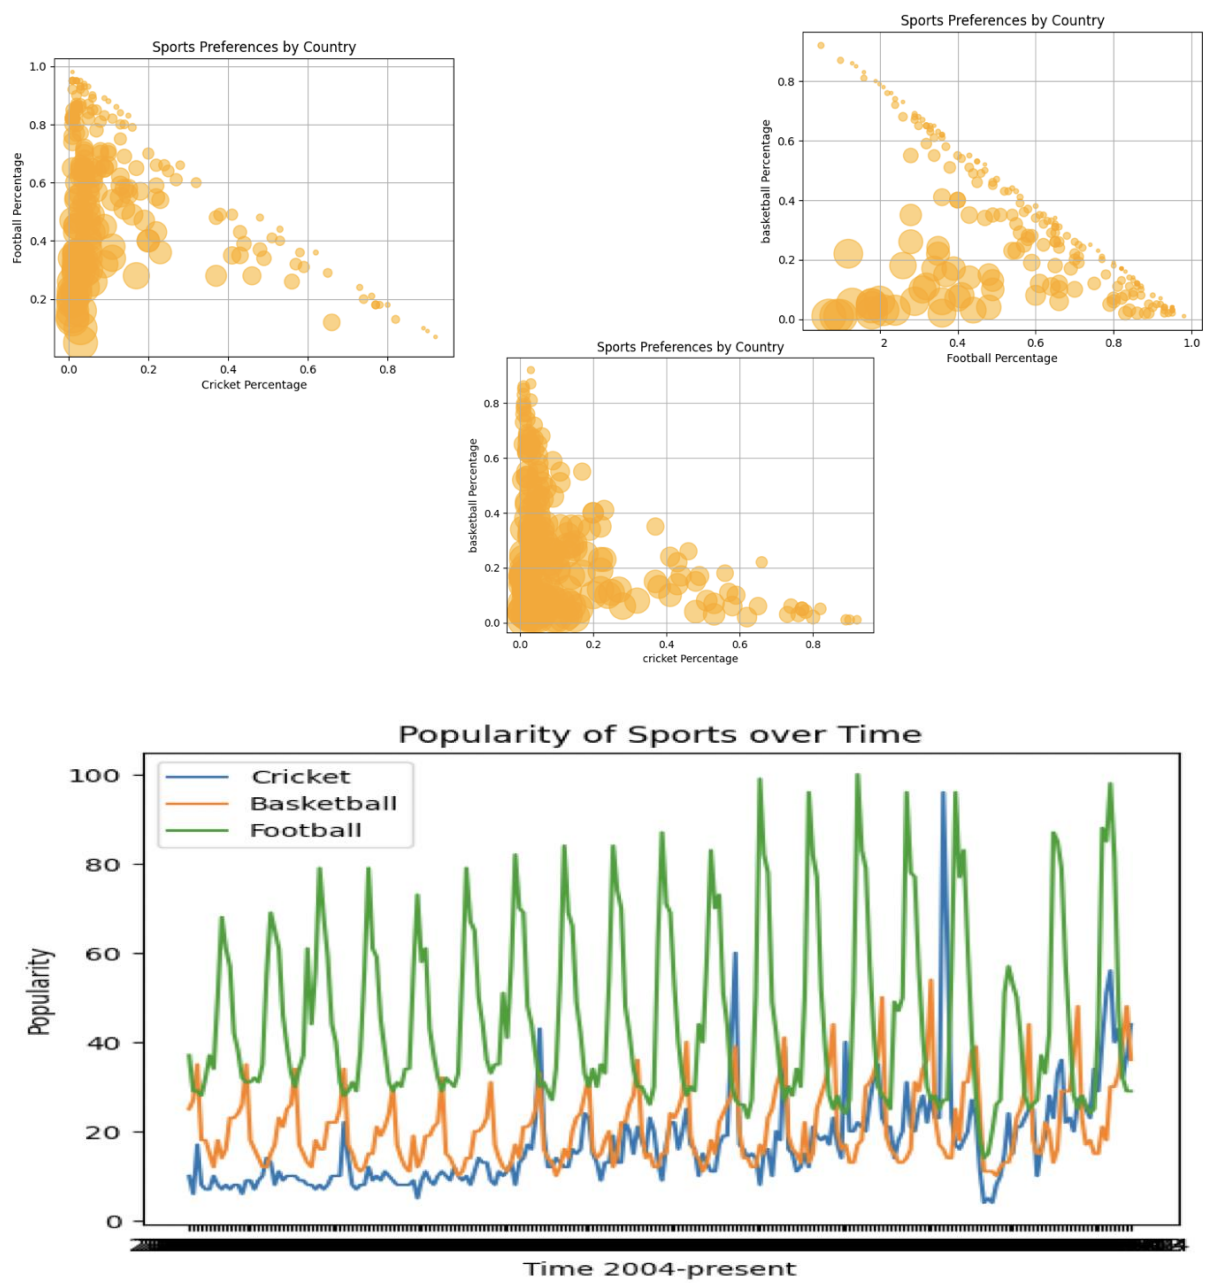 Sports Preferences by Country
1.0
0.8
0.6
0.4
0.2
Football Percentage
0.0 0.2 0.4 0.6 0.8
Cricket Percentage
Sports Preferences by Country
0.8
0.6
0.4
0.2
0.0
basketball Percentage
2 0.4 0.6 0.8 1.0
Football Percentage
Sports Preferences by Country
0.8
0.6
0.4
0.2
0.0
basketball Percentage
0.0 0.2 0.4 0.6 0.8
cricket Percentage
Popularity of Sports over Time
Cricket
Basketball
Football
100
80
60
40
20
0
Popularity
Time 2004-present